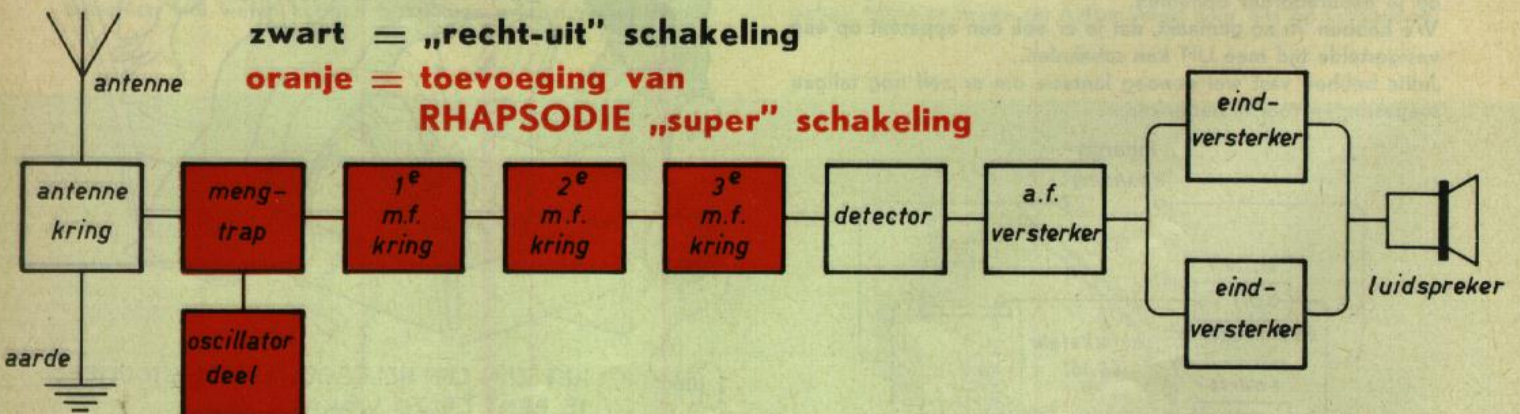 zwart = „recht-uit” schakeling
oranje = toevoeging van
RHAPSODIE „super” schakeling
antenne
antenne
kring
meng-
trap
1e
m.f.
kring
2e
m.f.
kring
3e
m.f.
kring
detector
a.f.
versterker
eind-
versterker
eind-
versterker
luidspreker
oscillator
deel
aarde